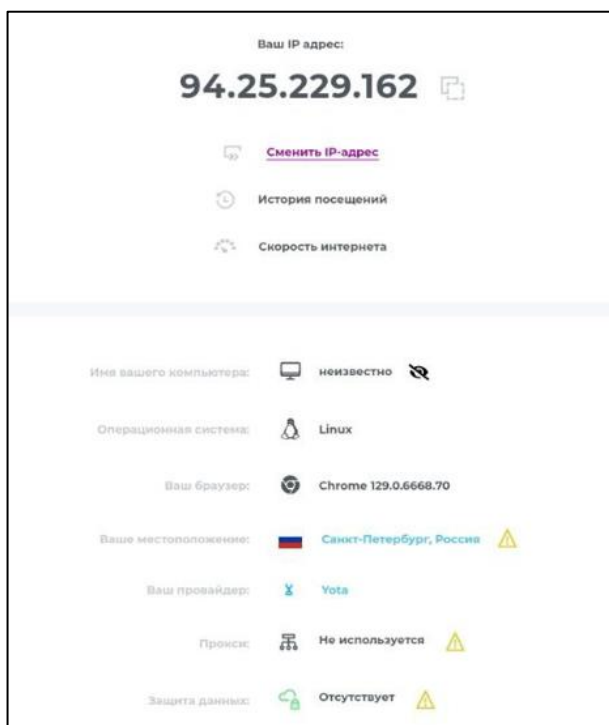 Ваш IP адрес:
94.25.229.162
Сменить IP-адрес
История посещений
Скорость интернета
Имя вашего компьютера: неизвестно
Операционная система: Linux
Ваш браузер: Chrome 129.0.6668.70
Ваше местоположение: Санкт-Петербург, Россия
Ваш провайдер: Yota
Прокси: Не используется
Защита данных: Отсутствует